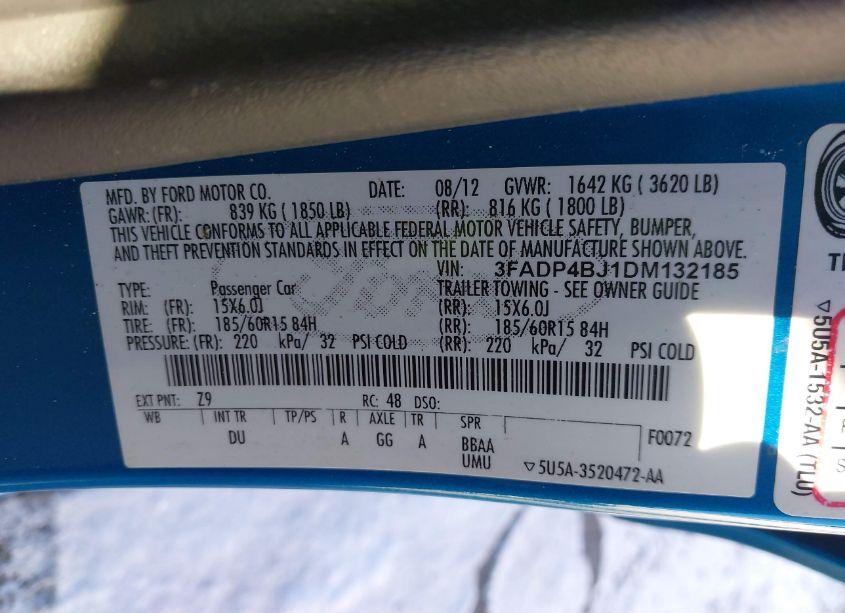 MFD. BY FORD MOTOR CO. DATE: 08/12 GVWR: 1642 KG ( 3620 LB)
GAWR: (FR): 839 KG ( 1850 LB) (RR): 816 KG ( 1800 LB)
THIS VEHICLE CONFORMS TO ALL APPLICABLE FEDERAL MOTOR VEHICLE SAFETY, BUMPER,
AND THEFT PREVENTION STANDARDS IN EFFECT ON THE DATE OF MANUFACTURE SHOWN ABOVE.
VIN: 3FADP4BJ1DM132185
TYPE: Passenger Car TRAILER TOWING - SEE OWNER GUIDE
RIM: (FR): 15X6.0J (RR): 15X6.0J
TIRE: (FR): 185/60R15 84H (RR): 185/60R15 84H
PRESSURE: (FR): 220 kPa/ 32 PSI COLD (RR): 220 kPa/ 32 PSI COLD
EXT PNT: Z9 RC: 48 DSO:
WB INT TR TP/PS R AXLE TR SPR
DU A GG A BBAA F0072
UMU ▽5U5A-3520472-AA
▽5U5A-1532-AA (TLU)